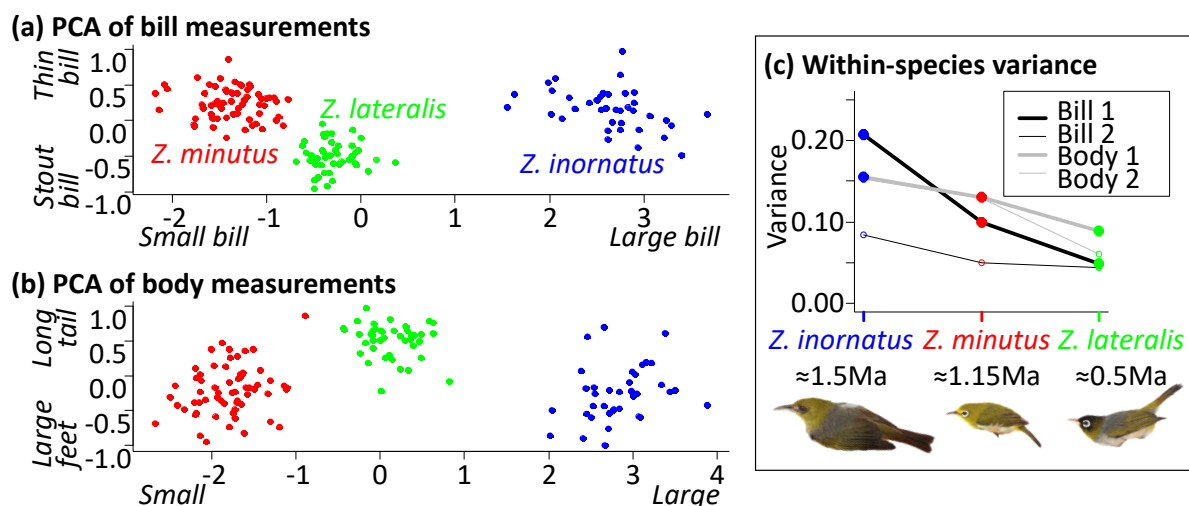 (a) PCA of bill measurements
Thin
bill
Stout
bill
1.0
0.5
0.0
-0.5
-1.0
Z. minutus
Z. lateralis
Z. inornatus
-2 -1 0 1 2 3
Small bill Large bill
(b) PCA of body measurements
Long
tail
Large
feet
1.0
0.5
0.0
-0.5
-1.0
-2 -1 0 1 2 3 4
Small Large
(c) Within-species variance
Bill 1
Bill 2
Body 1
Body 2
Variance
0.20
0.10
0.00
Z. inornatus Z. minutus Z. lateralis
≈1.5Ma ≈1.15Ma ≈0.5Ma